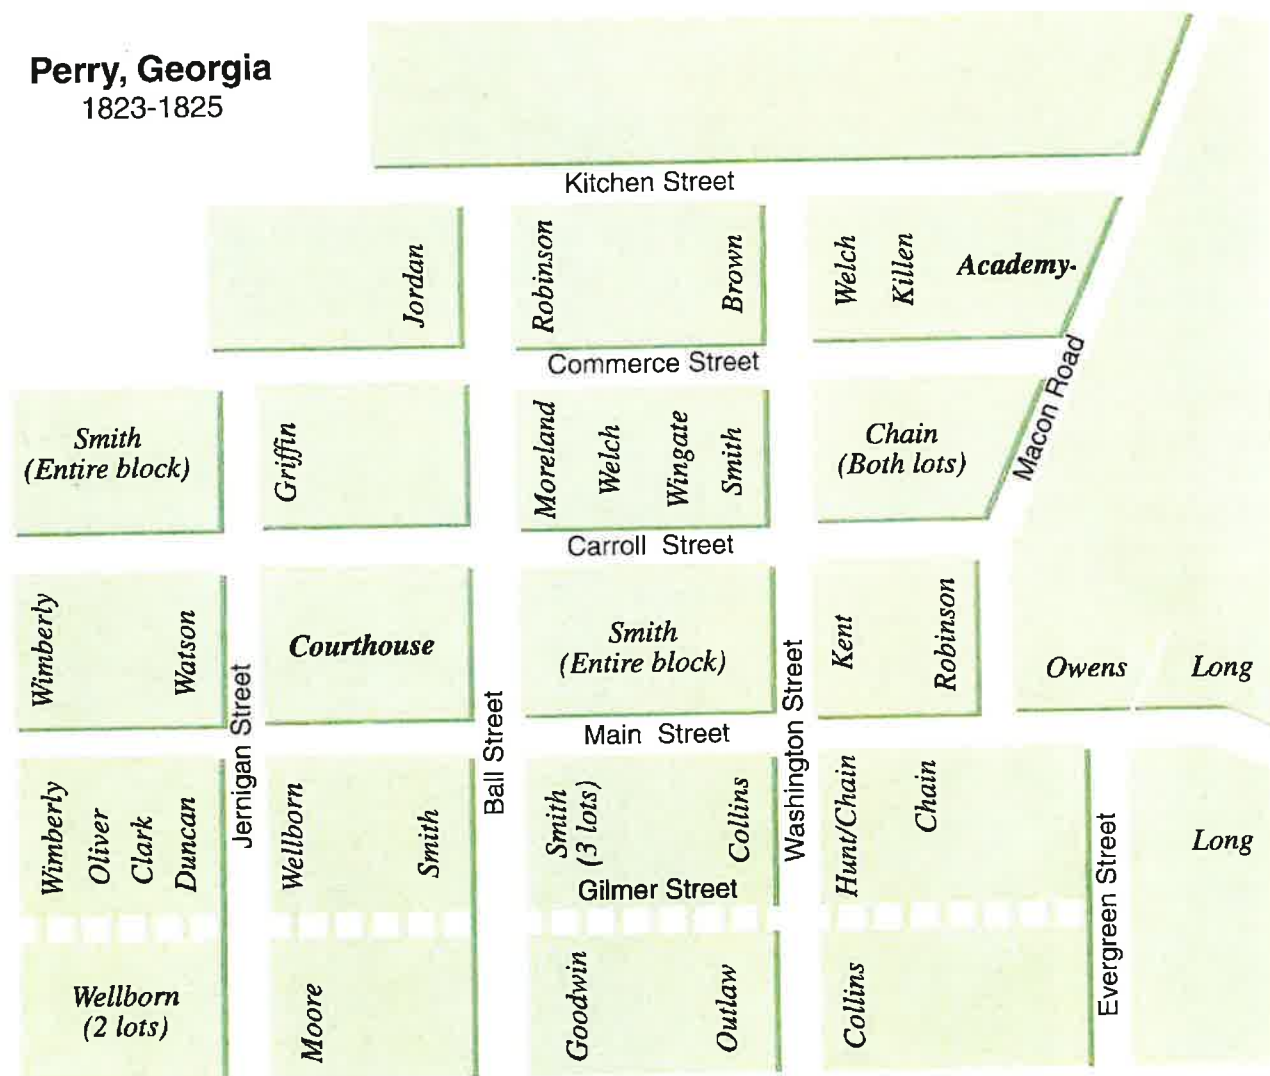 Perry, Georgia
1823-1825
Kitchen Street
Jordan
Robinson
Brown
Welch
Killen
Academy-
Commerce Street
Macon Road
Smith
(Entire block)
Griffin
Moreland
Welch
Wingate
Smith
Chain
(Both lots)
Carroll Street
Wimberly
Watson
Courthouse
Smith
(Entire block)
Kent
Robinson
Owens
Long
Jernigan Street
Ball Street
Main Street
Washington Street
Wimberly
Oliver
Clark
Duncan
Wellborn
Smith
Smith
(3 lots)
Collins
Hunt/Chain
Chain
Long
Gilmer Street
Evergreen Street
Wellborn
(2 lots)
Moore
Goodwin
Outlaw
Collins